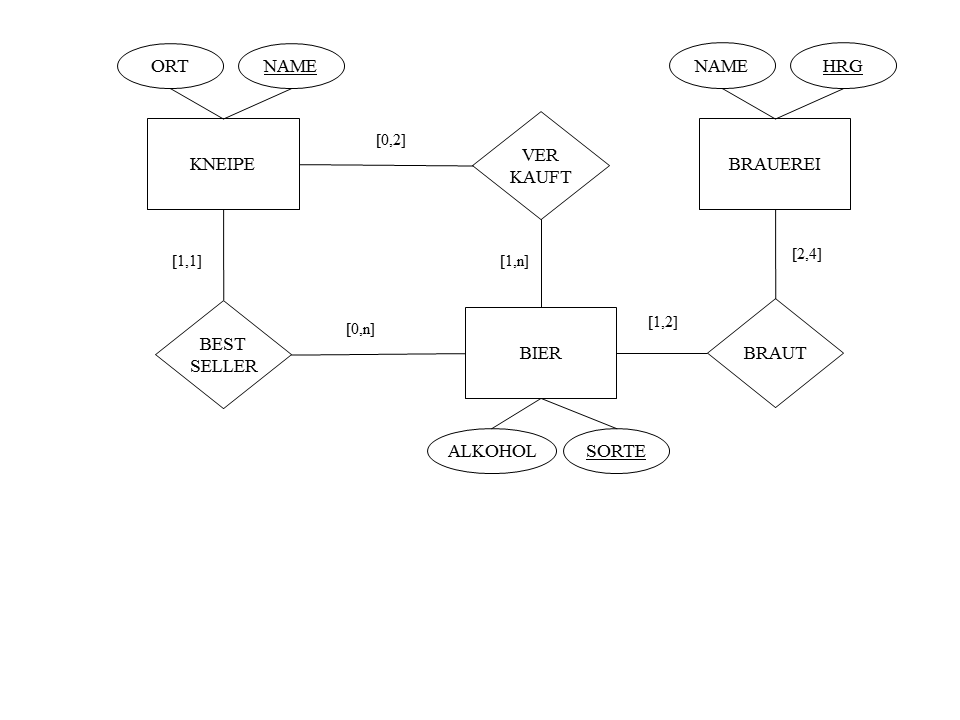 ORT
NAME
NAME
HRG
KNEIPE
[0,2]
VER
KAUFT
BRAUEREI
[1,1]
[1,n]
[2,4]
BEST
SELLER
[0,n]
BIER
[1,2]
BRAUT
ALKOHOL
SORTE